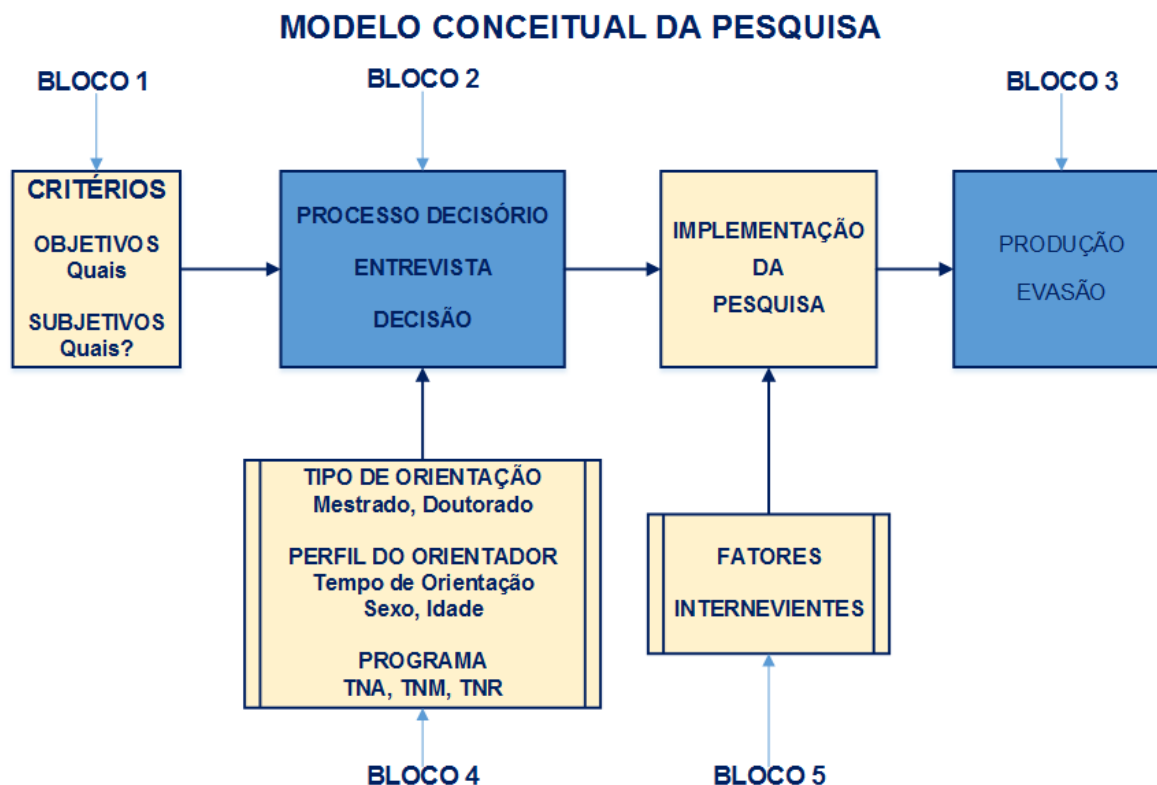 MODELO CONCEITUAL DA PESQUISA
BLOCO 1
BLOCO 2
BLOCO 3
CRITÉRIOS
OBJETIVOS
Quais
SUBJETIVOS
Quais?
PROCESSO DECISÓRIO
ENTREVISTA
DECISÃO
IMPLEMENTAÇÃO
DA
PESQUISA
PRODUÇÃO
EVASÃO
TIPO DE ORIENTAÇÃO
Mestrado, Doutorado
PERFIL DO ORIENTADOR
Tempo de Orientação
Sexo, Idade
PROGRAMA
TNA, TNM, TNR
FATORES
INTERNEVIENTES
BLOCO 4
BLOCO 5